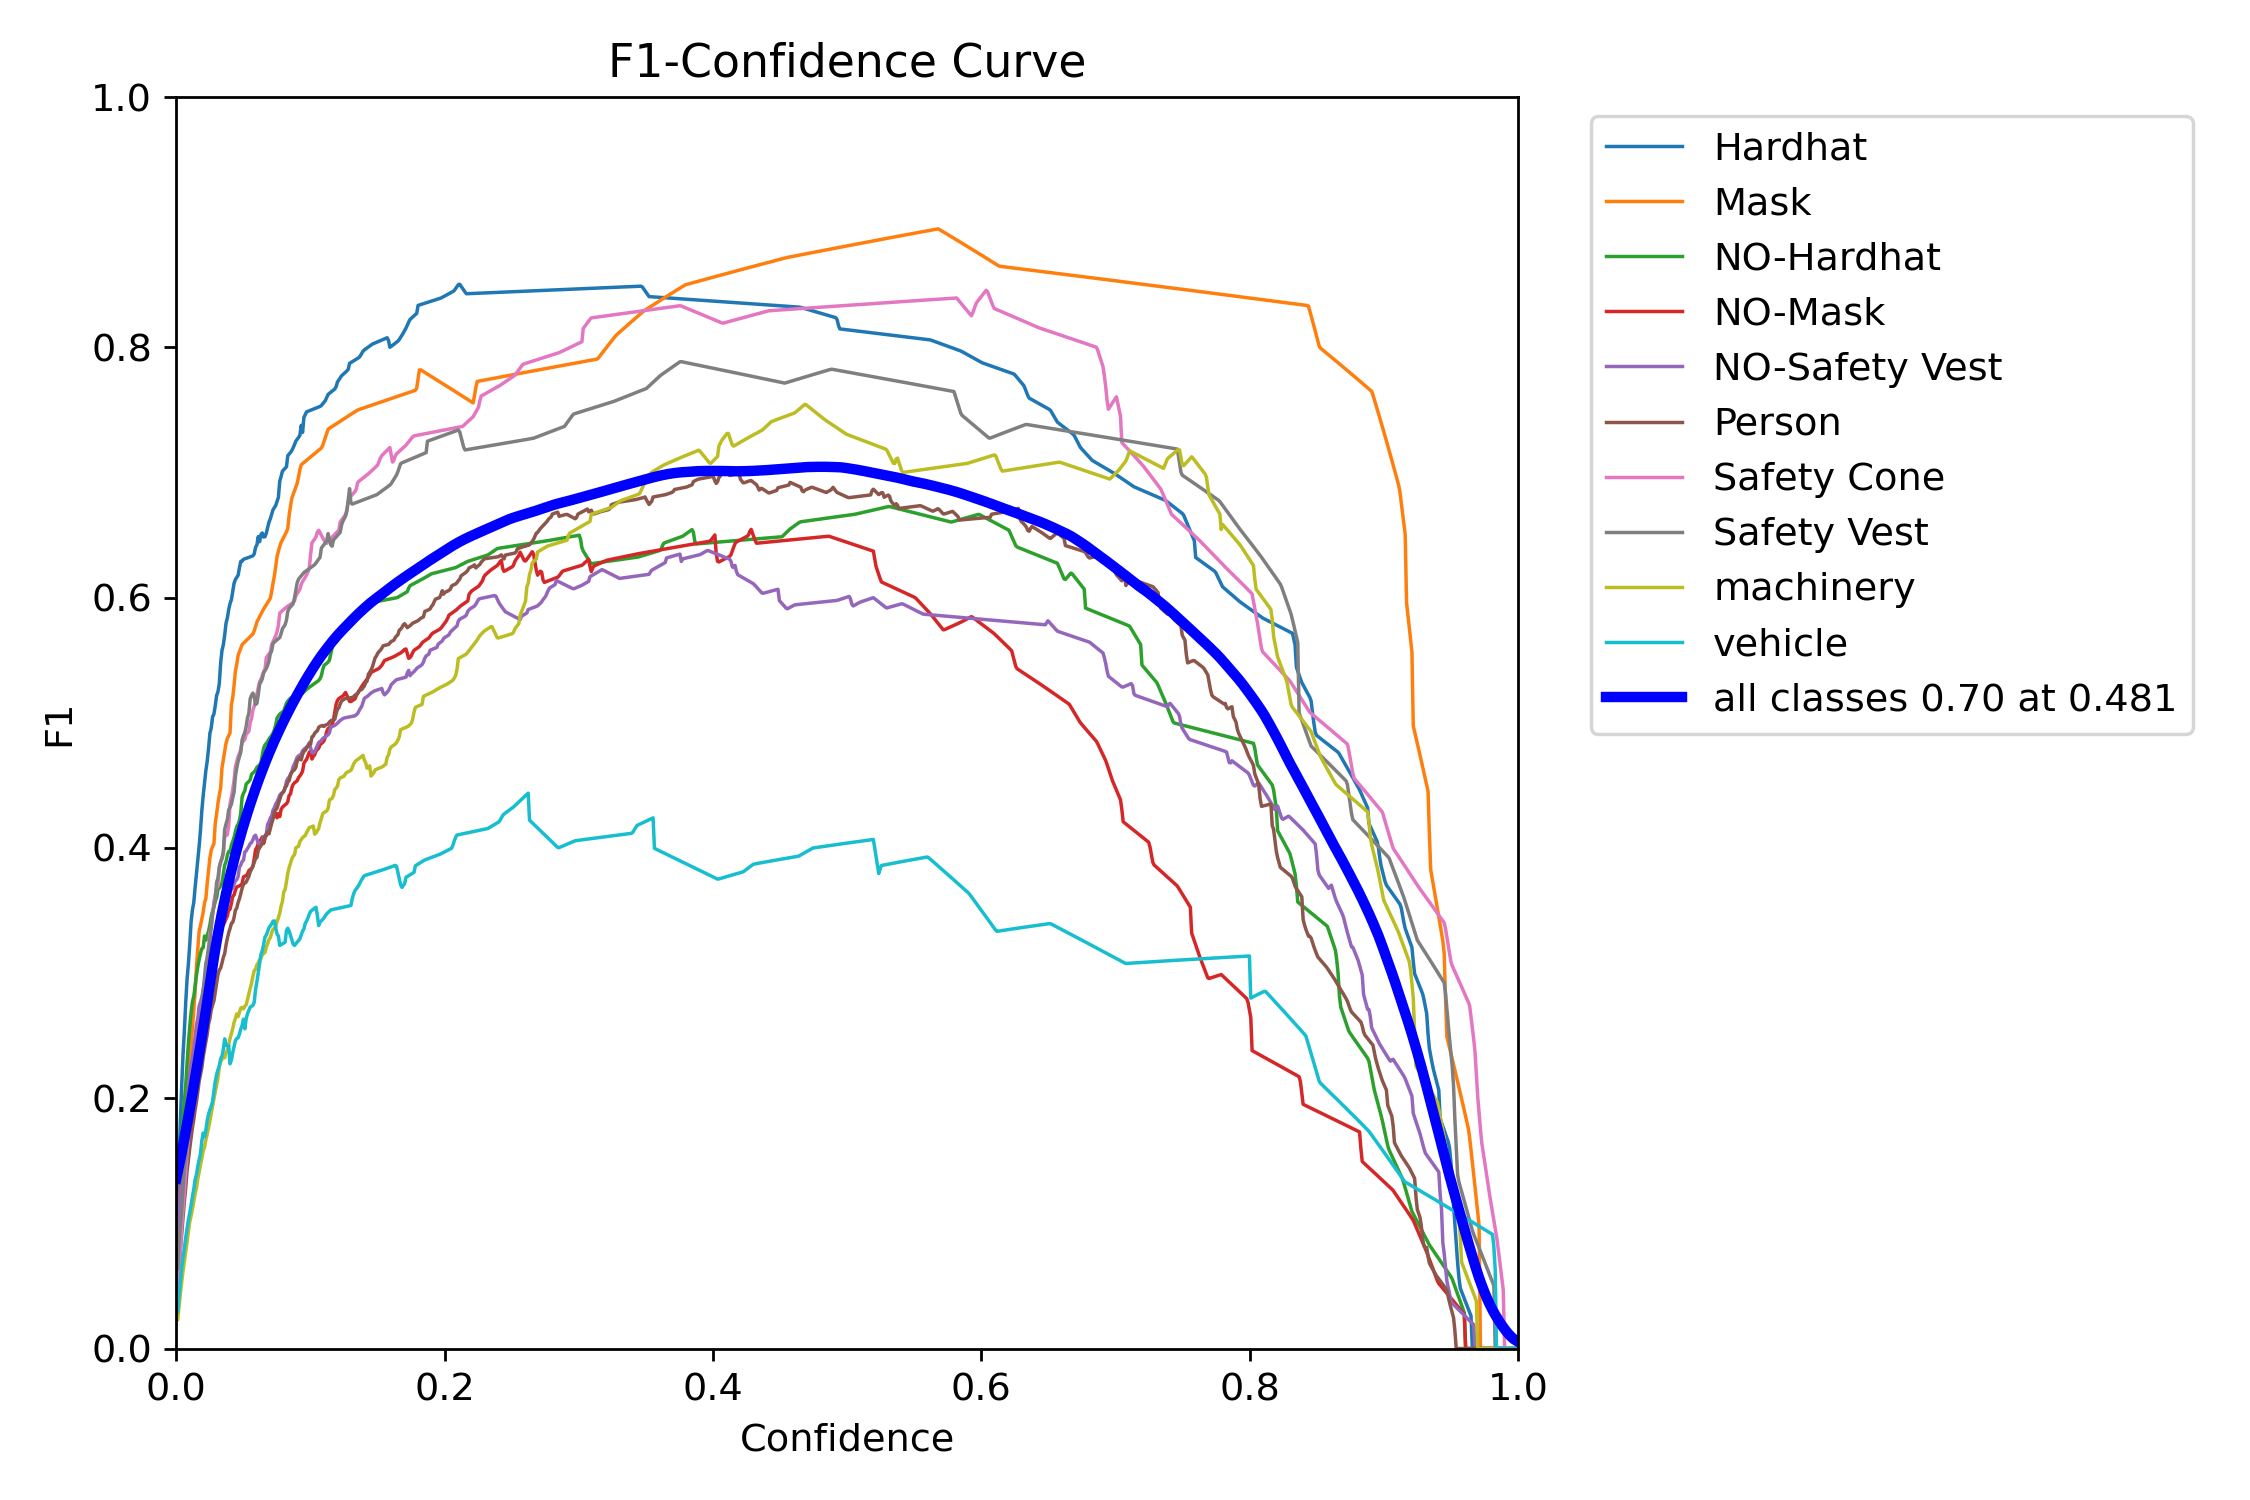 F1-Confidence Curve
1.0
0.8
0.6
0.4
0.2
0.0
F1
0.0 0.2 0.4 0.6 0.8 1.0
Confidence
Hardhat
Mask
NO-Hardhat
NO-Mask
NO-Safety Vest
Person
Safety Cone
Safety Vest
machinery
vehicle
all classes 0.70 at 0.481